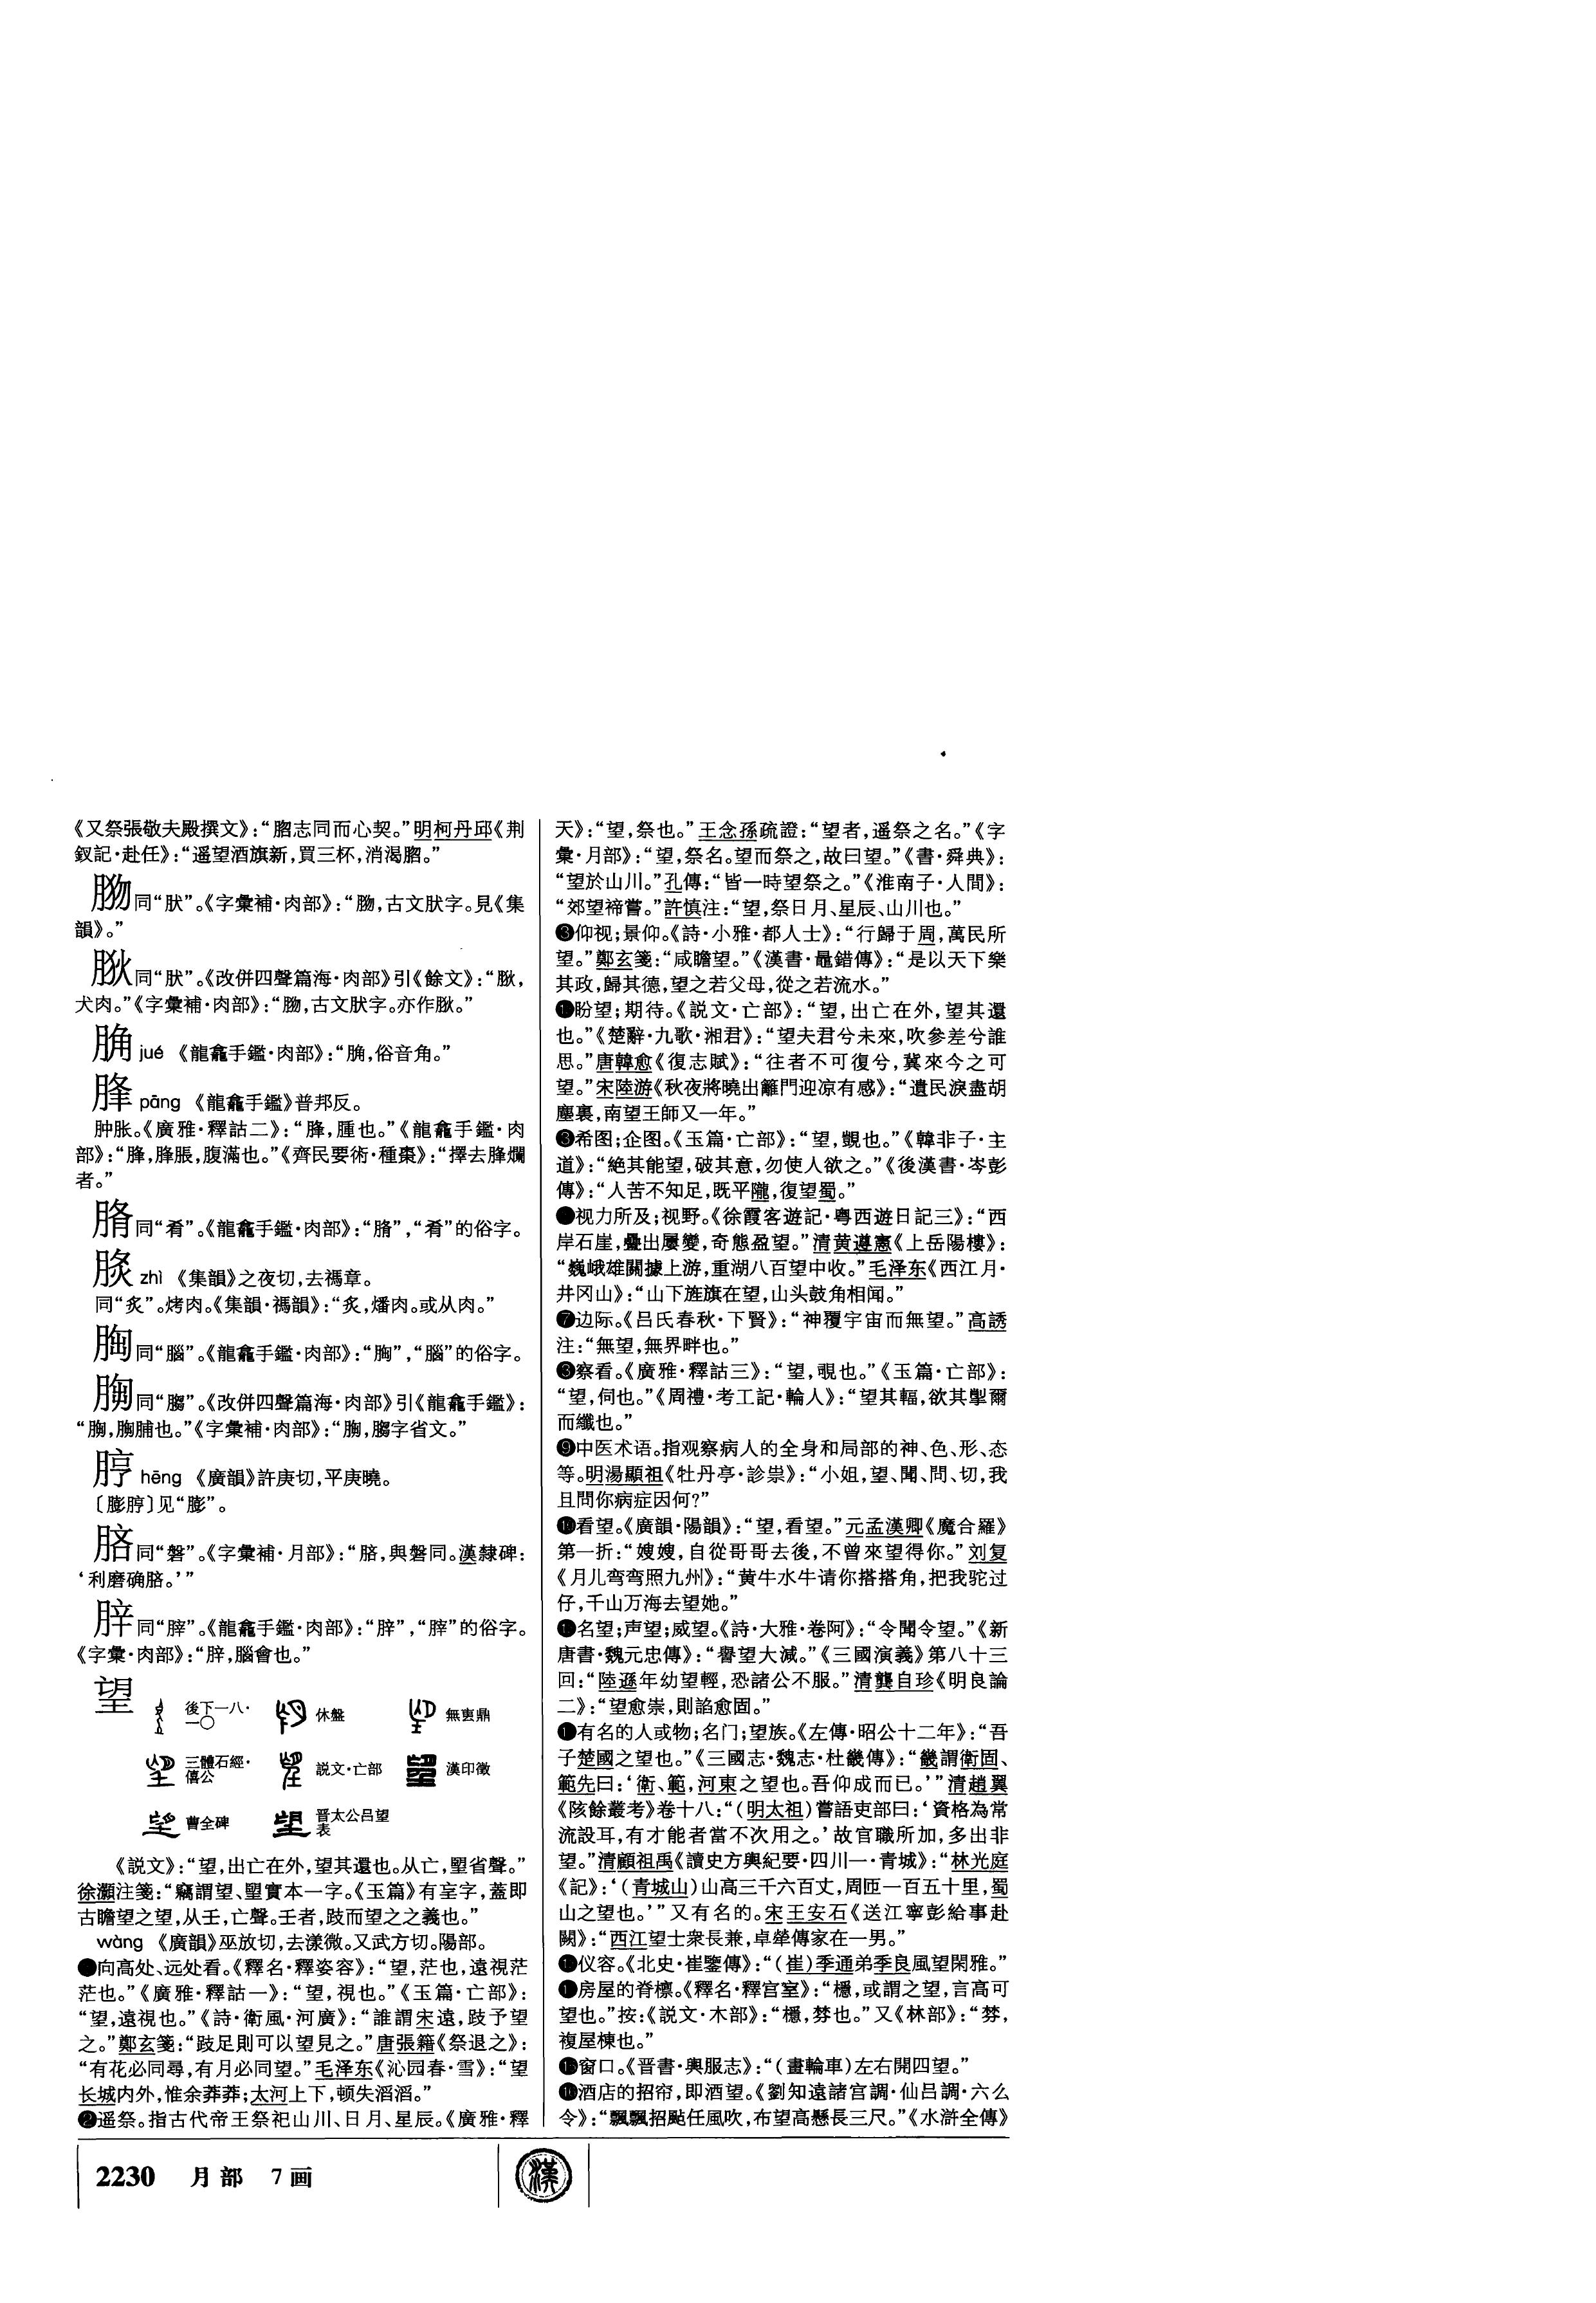 《又祭張敬夫殿撰文》：“脗志同而心契。”明柯丹邱《荆
釵記·赴任》：“遥望酒旗新，買三杯，消渴脗。”
同“肰”。《字彙補·肉部》：“，古文肰字。見《集
韻》。”
同“肰”。《改併四聲篇海·肉部》引《餘文》：“，
犬肉。”《字彙補·肉部》：“，古文肰字。亦作。”
jué 《龍龕手鑑·肉部》：“，俗音角。”
胮 pāng 《龍龕手鑑》普邦反。
肿胀。《廣雅·釋詁二》：“胮，腫也。”《龍龕手鑑·肉
部》：“胮，胮脹，腹滿也。”《齊民要術·種棗》：“擇去胮爛
者。”
同“肴”。《龍龕手鑑·肉部》：“”，“肴”的俗字。
zhì 《集韻》之夜切，去禡章。
同“炙”。烤肉。《集韻·禡韻》：“炙，燔肉。或从肉。”
同“腦”。《龍龕手鑑·肉部》：“”，“腦”的俗字。
同“膓”。《改併四聲篇海·肉部》引《龍龕手鑑》：
“，脯也。”《字彙補·肉部》：“，字省文。”
脝 hēng 《廣韻》許庚切，平庚曉。
〔膨脝〕见“膨”。
同“磐”。《字彙補·月部》：“，與磐同。漢隸碑：
‘利磨确。’”
同“脺”。《龍龕手鑑·肉部》：“”，“脺”的俗字。
《字彙·肉部》：“，腦會也。”
望 後下一八·一〇 休盤 無叀鼎
三體石經·僖公 説文·亡部 漢印徵
曹全碑 晋太公吕望表
《説文》：“望，出亡在外，望其還也。从亡，朢省聲。”
徐灝注箋：“竊謂望、朢實本一字。《玉篇》有字，蓋即
古瞻望之望，从壬，亡聲。壬者，跂而望之之義也。”
wàng 《廣韻》巫放切，去漾微。又武方切。陽部。
向高处、远处看。《釋名·釋姿容》：“望，茫也，遠視茫
茫也。”《廣雅·釋詁一》：“望，視也。”《玉篇·亡部》：
“望，遠視也。”《詩·衛風·河廣》：“誰謂宋遠，跂予望
之。”鄭玄箋：“跂足則可以望見之。”唐張籍《祭退之》：
“有花必同尋，有月必同望。”毛泽东《沁园春·雪》：“望
长城内外，惟余莽莽；大河上下，顿失滔滔。”
❷遥祭。指古代帝王祭祀山川、日月、星辰。《廣雅·釋
天》：“望，祭也。”王念孫疏證：“望者，遥祭之名。”《字
彙·月部》：“望，祭名。望而祭之，故曰望。”《書·舜典》：
“望於山川。”孔傳：“皆一時望祭之。”《淮南子·人間》：
“郊望禘嘗。”許慎注：“望，祭日月、星辰、山川也。”
❸仰视；景仰。《詩·小雅·都人士》：“行歸于周，萬民所
望。”鄭玄箋：“咸瞻望。”《漢書·鼂錯傳》：“是以天下樂
其政，歸其德，望之若父母，從之若流水。”
盼望；期待。《説文·亡部》：“望，出亡在外，望其還
也。”《楚辭·九歌·湘君》：“望夫君兮未來，吹參差兮誰
思。”唐韓愈《復志賦》：“往者不可復兮，冀來今之可
望。”宋陸游《秋夜將曉出籬門迎凉有感》：“遺民淚盡胡
塵裏，南望王師又一年。”
❸希图；企图。《玉篇·亡部》：“望，覬也。”《韓非子·主
道》：“絶其能望，破其意，勿使人欲之。”《後漢書·岑彭
傳》：“人苦不知足，既平隴，復望蜀。”
视力所及；视野。《徐霞客遊記·粤西遊日記三》：“西
岸石崖，疊出屢變，奇態盈望。”清黄遵憲《上岳陽樓》：
“巍峨雄關據上游，重湖八百望中收。”毛泽东《西江月·
井冈山》：“山下旌旗在望，山头鼓角相闻。”
❼边际。《吕氏春秋·下賢》：“神覆宇宙而無望。”高誘
注：“無望，無界畔也。”
❸察看。《廣雅·釋詁三》：“望，覗也。”《玉篇·亡部》：
“望，伺也。”《周禮·考工記·輪人》：“望其輻，欲其掣爾
而纖也。”
❾中医术语。指观察病人的全身和局部的神、色、形、态
等。明湯顯祖《牡丹亭·診祟》：“小姐，望、聞、問、切，我
且問你病症因何?”
❿看望。《廣韻·陽韻》：“望，看望。”元孟漢卿《魔合羅》
第一折：“嫂嫂，自從哥哥去後，不曾來望得你。”刘复
《月儿弯弯照九州》：“黄牛水牛请你搭搭角，把我驼过
仔，千山万海去望她。”
名望；声望；威望。《詩·大雅·卷阿》：“令聞令望。”《新
唐書·魏元忠傳》：“譽望大減。”《三國演義》第八十三
回：“陸遜年幼望輕，恐諸公不服。”清龔自珍《明良論
二》：“望愈崇，則諂愈固。”
有名的人或物；名门；望族。《左傳·昭公十二年》：“吾
子楚國之望也。”《三國志·魏志·杜畿傳》：“畿謂衛固、
範先曰：‘衛、範，河東之望也。吾仰成而已。’”清趙翼
《陔餘叢考》卷十八：“（明太祖）嘗語吏部曰：‘資格為常
流設耳，有才能者當不次用之。’故官職所加，多出非
望。”清顧祖禹《讀史方輿紀要·四川一·青城》：“林光庭
《記》：‘（青城山）山高三千六百丈，周匝一百五十里，蜀
山之望也。’”又有名的。宋王安石《送江寧彭給事赴
闕》：“西江望士衆長兼，卓犖傳家在一男。”
仪容。《北史·崔鑒傳》：“（崔）季通弟季良風望閑雅。”
房屋的脊檩。《釋名·釋宫室》：“檼，或謂之望，言高可
望也。”按：《説文·木部》：“檼，棼也。”又《林部》：“棼，
複屋棟也。”
窗口。《晋書·輿服志》：“（畫輪車）左右開四望。”
酒店的招帘，即酒望。《劉知遠諸宫調·仙吕調·六么
令》：“飄飄招颭任風吹，布望高懸長三尺。”《水滸全傳》
2230 月部 7画
漢